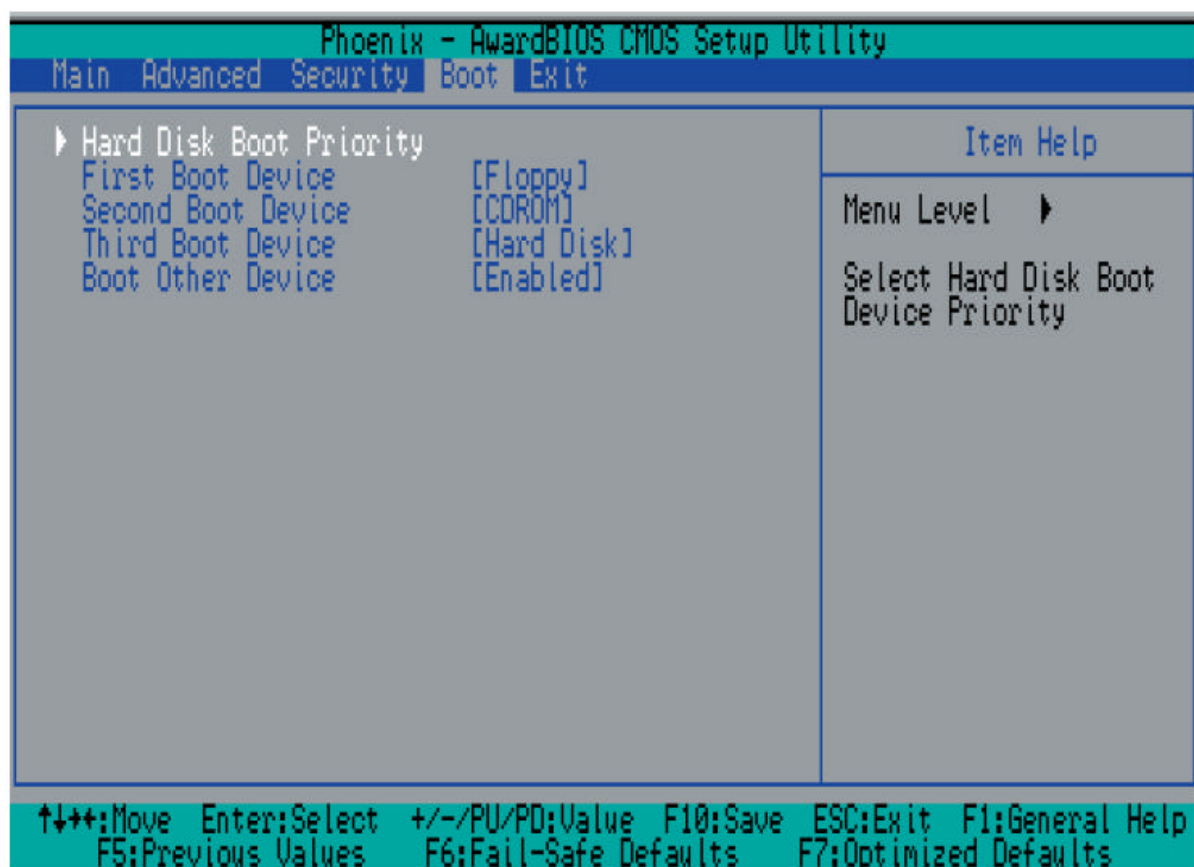 Phoenix - AwardBIOS CMOS Setup Utility
Main Advanced Security Boot Exit
Hard Disk Boot Priority
First Boot Device [Floppy]
Second Boot Device [CDROM]
Third Boot Device [Hard Disk]
Boot Other Device [Enabled]
Item Help
Menu Level
Select Hard Disk Boot
Device Priority
↑↓→←:Move Enter:Select +/-/PU/PD:Value F10:Save ESC:Exit F1:General Help
F5:Previous Values F6:Fail-Safe Defaults F7:Optimized Defaults